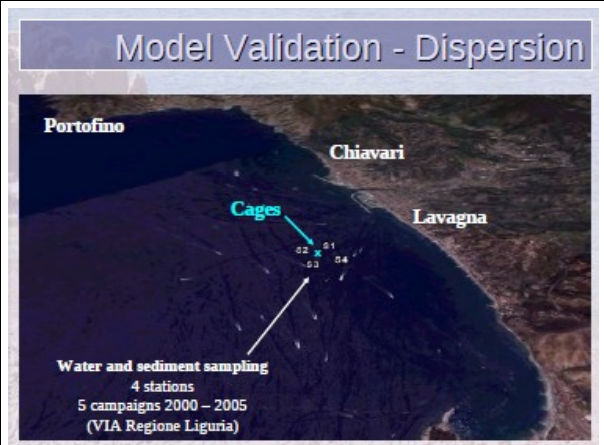 Model Validation - Dispersion
Portofino
Chiavari
Cages
Lavagna
S2
S1
S3
S4
Water and sediment sampling
4 stations
5 campaigns 2000 – 2005
(VIA Regione Liguria)